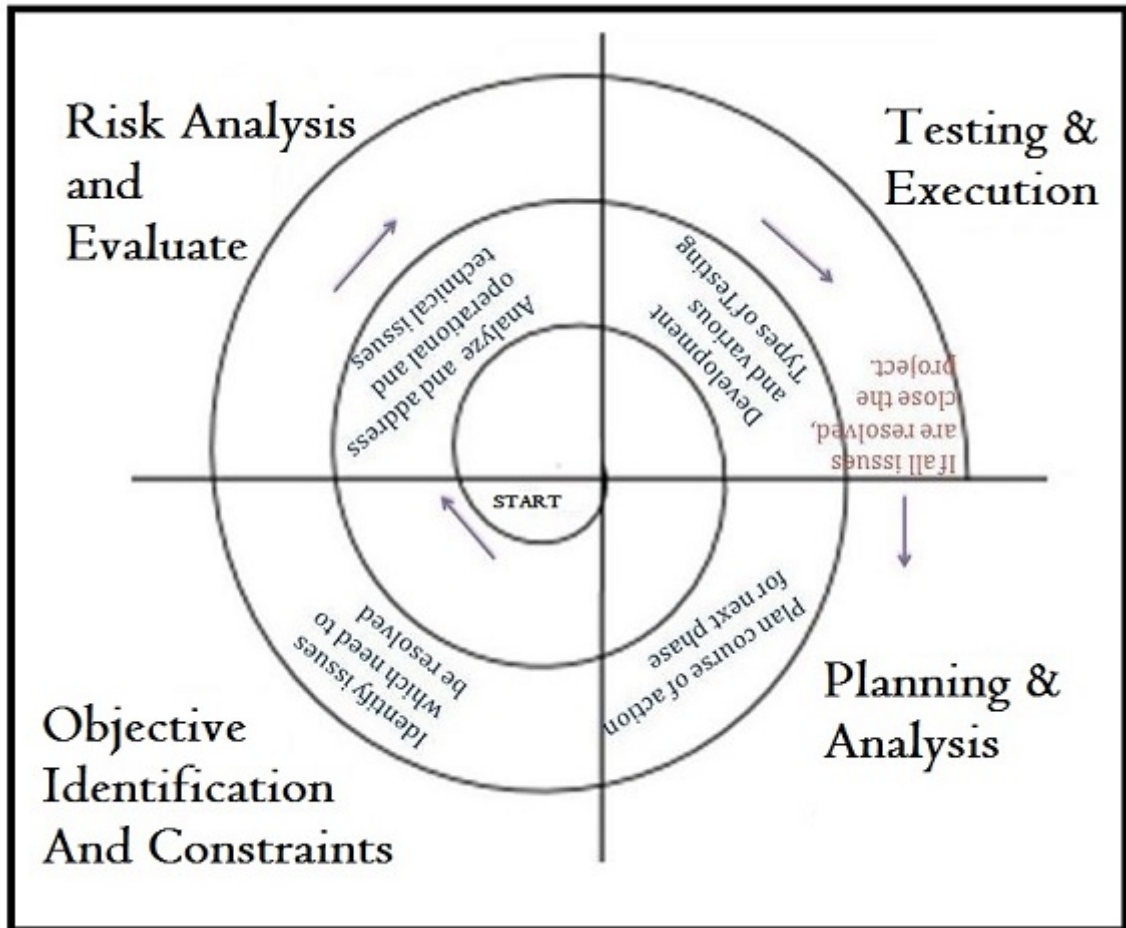 Risk Analysis
and
Evaluate
Testing &
Execution
Analyze and address
operational and
technical issues
Development
and various
Types of Testing
If all issues
are resolved,
close the
project.
START
Identify issues
which need to
be resolved
Plan course of action
for next phase
Objective
Identification
And Constraints
Planning &
Analysis